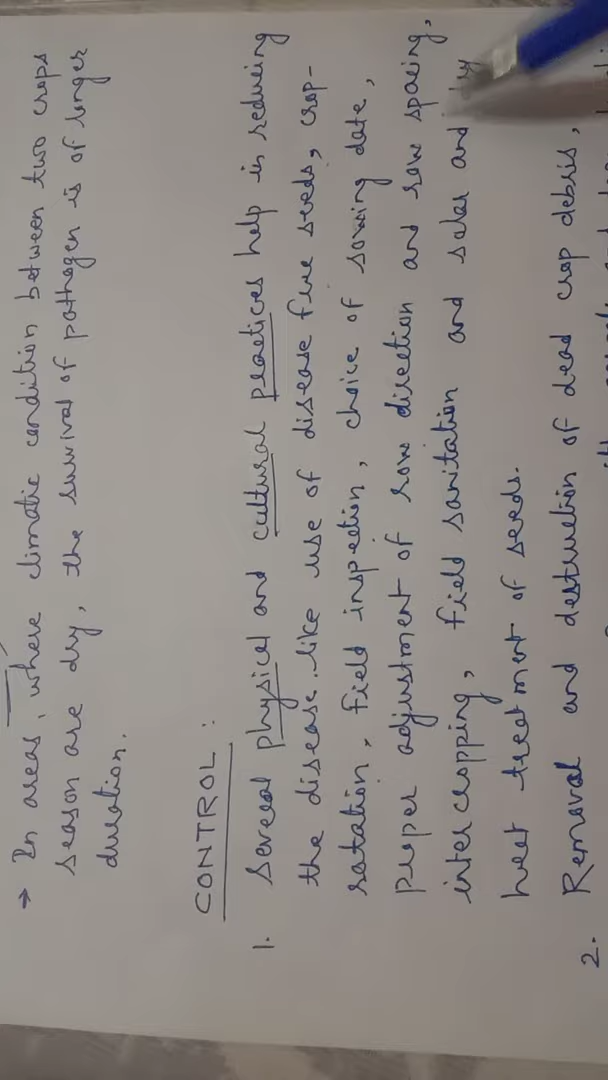 → In areas, where climatic condition between two crops
season are dry, the survival of pathogen is of longer
duration.
CONTROL :
1. Several physical and cultural practices help in reducing
the disease. like use of disease free seeds, crop-
rotation, field inspection, choice of sowing date,
proper adjustment of row direction and row spacing,
intercropping, field sanitation and solar and dry
heat treatment of seeds.
2. Removal and destruction of dead crop debris,